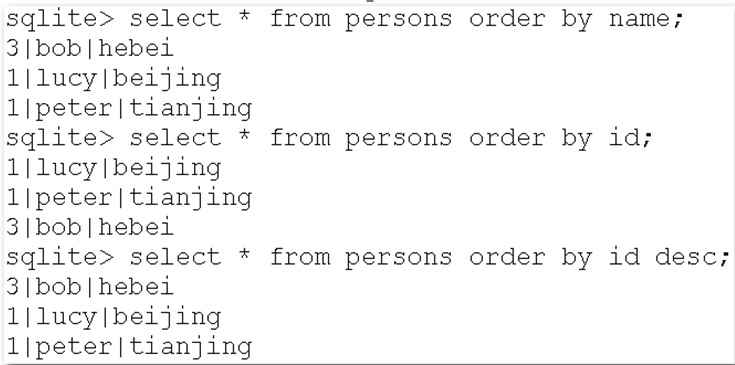 sqlite> select * from persons order by name;
3|bob|hebei
1|lucy|beijing
1|peter|tianjing
sqlite> select * from persons order by id;
1|lucy|beijing
1|peter|tianjing
3|bob|hebei
sqlite> select * from persons order by id desc;
3|bob|hebei
1|lucy|beijing
1|peter|tianjing